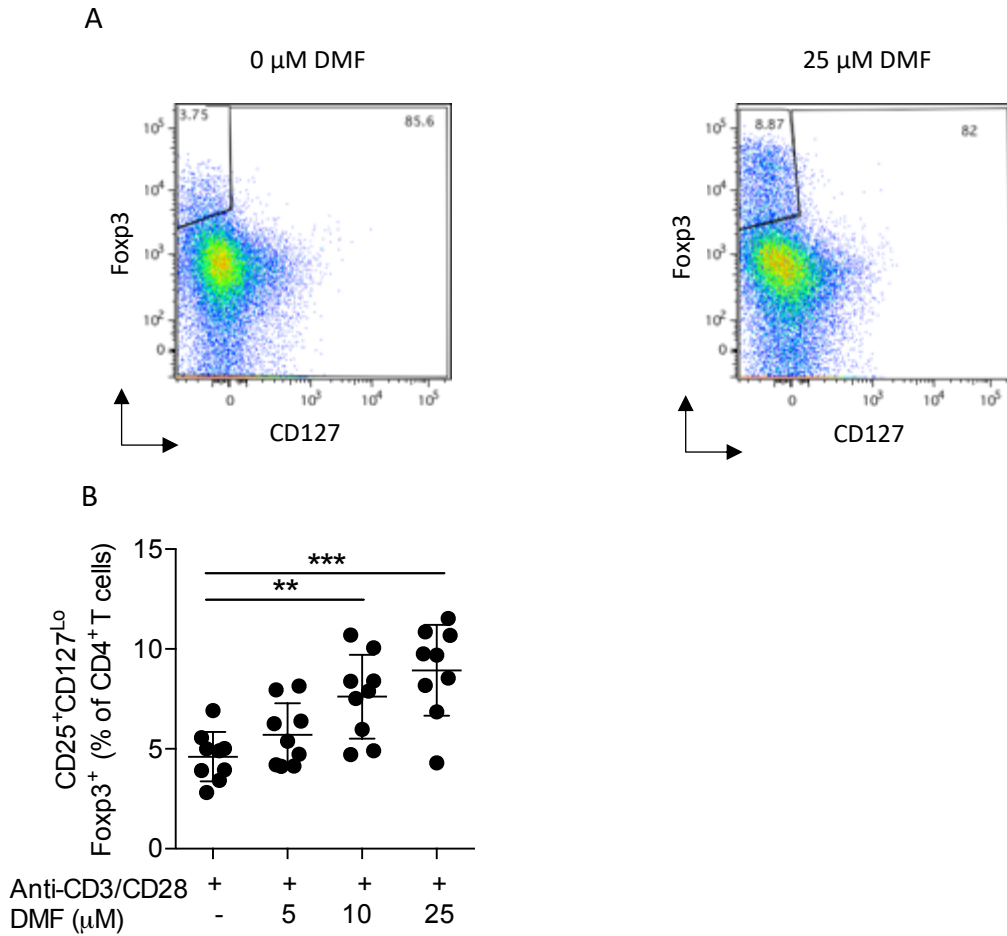 A
0 µM DMF
25 µM DMF
3.75
85.6
8.87
82
10⁵
10⁴
10³
10²
0
Foxp3
0
10³
10⁴
10⁵
CD127
10⁵
10⁴
10³
10²
0
Foxp3
0
10³
10⁴
10⁵
CD127
B
CD25⁺CD127ᴸᵒ
Foxp3⁺ (% of CD4⁺ T cells)
15
10
5
0
***
**
Anti-CD3/CD28 + + + +
DMF (µM) - 5 10 25